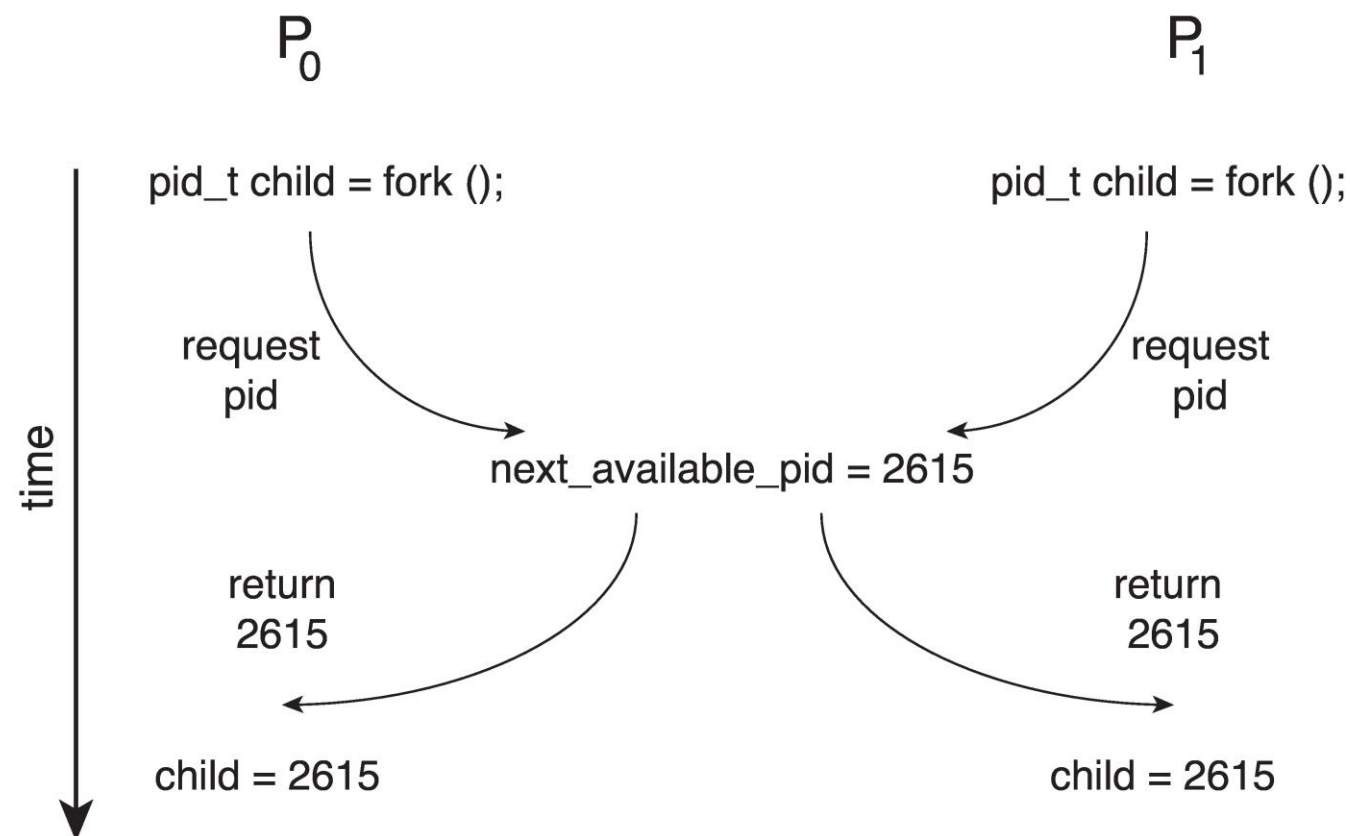 P0
P1
pid_t child = fork ();
pid_t child = fork ();
request
pid
request
pid
time
next_available_pid = 2615
return
2615
return
2615
child = 2615
child = 2615